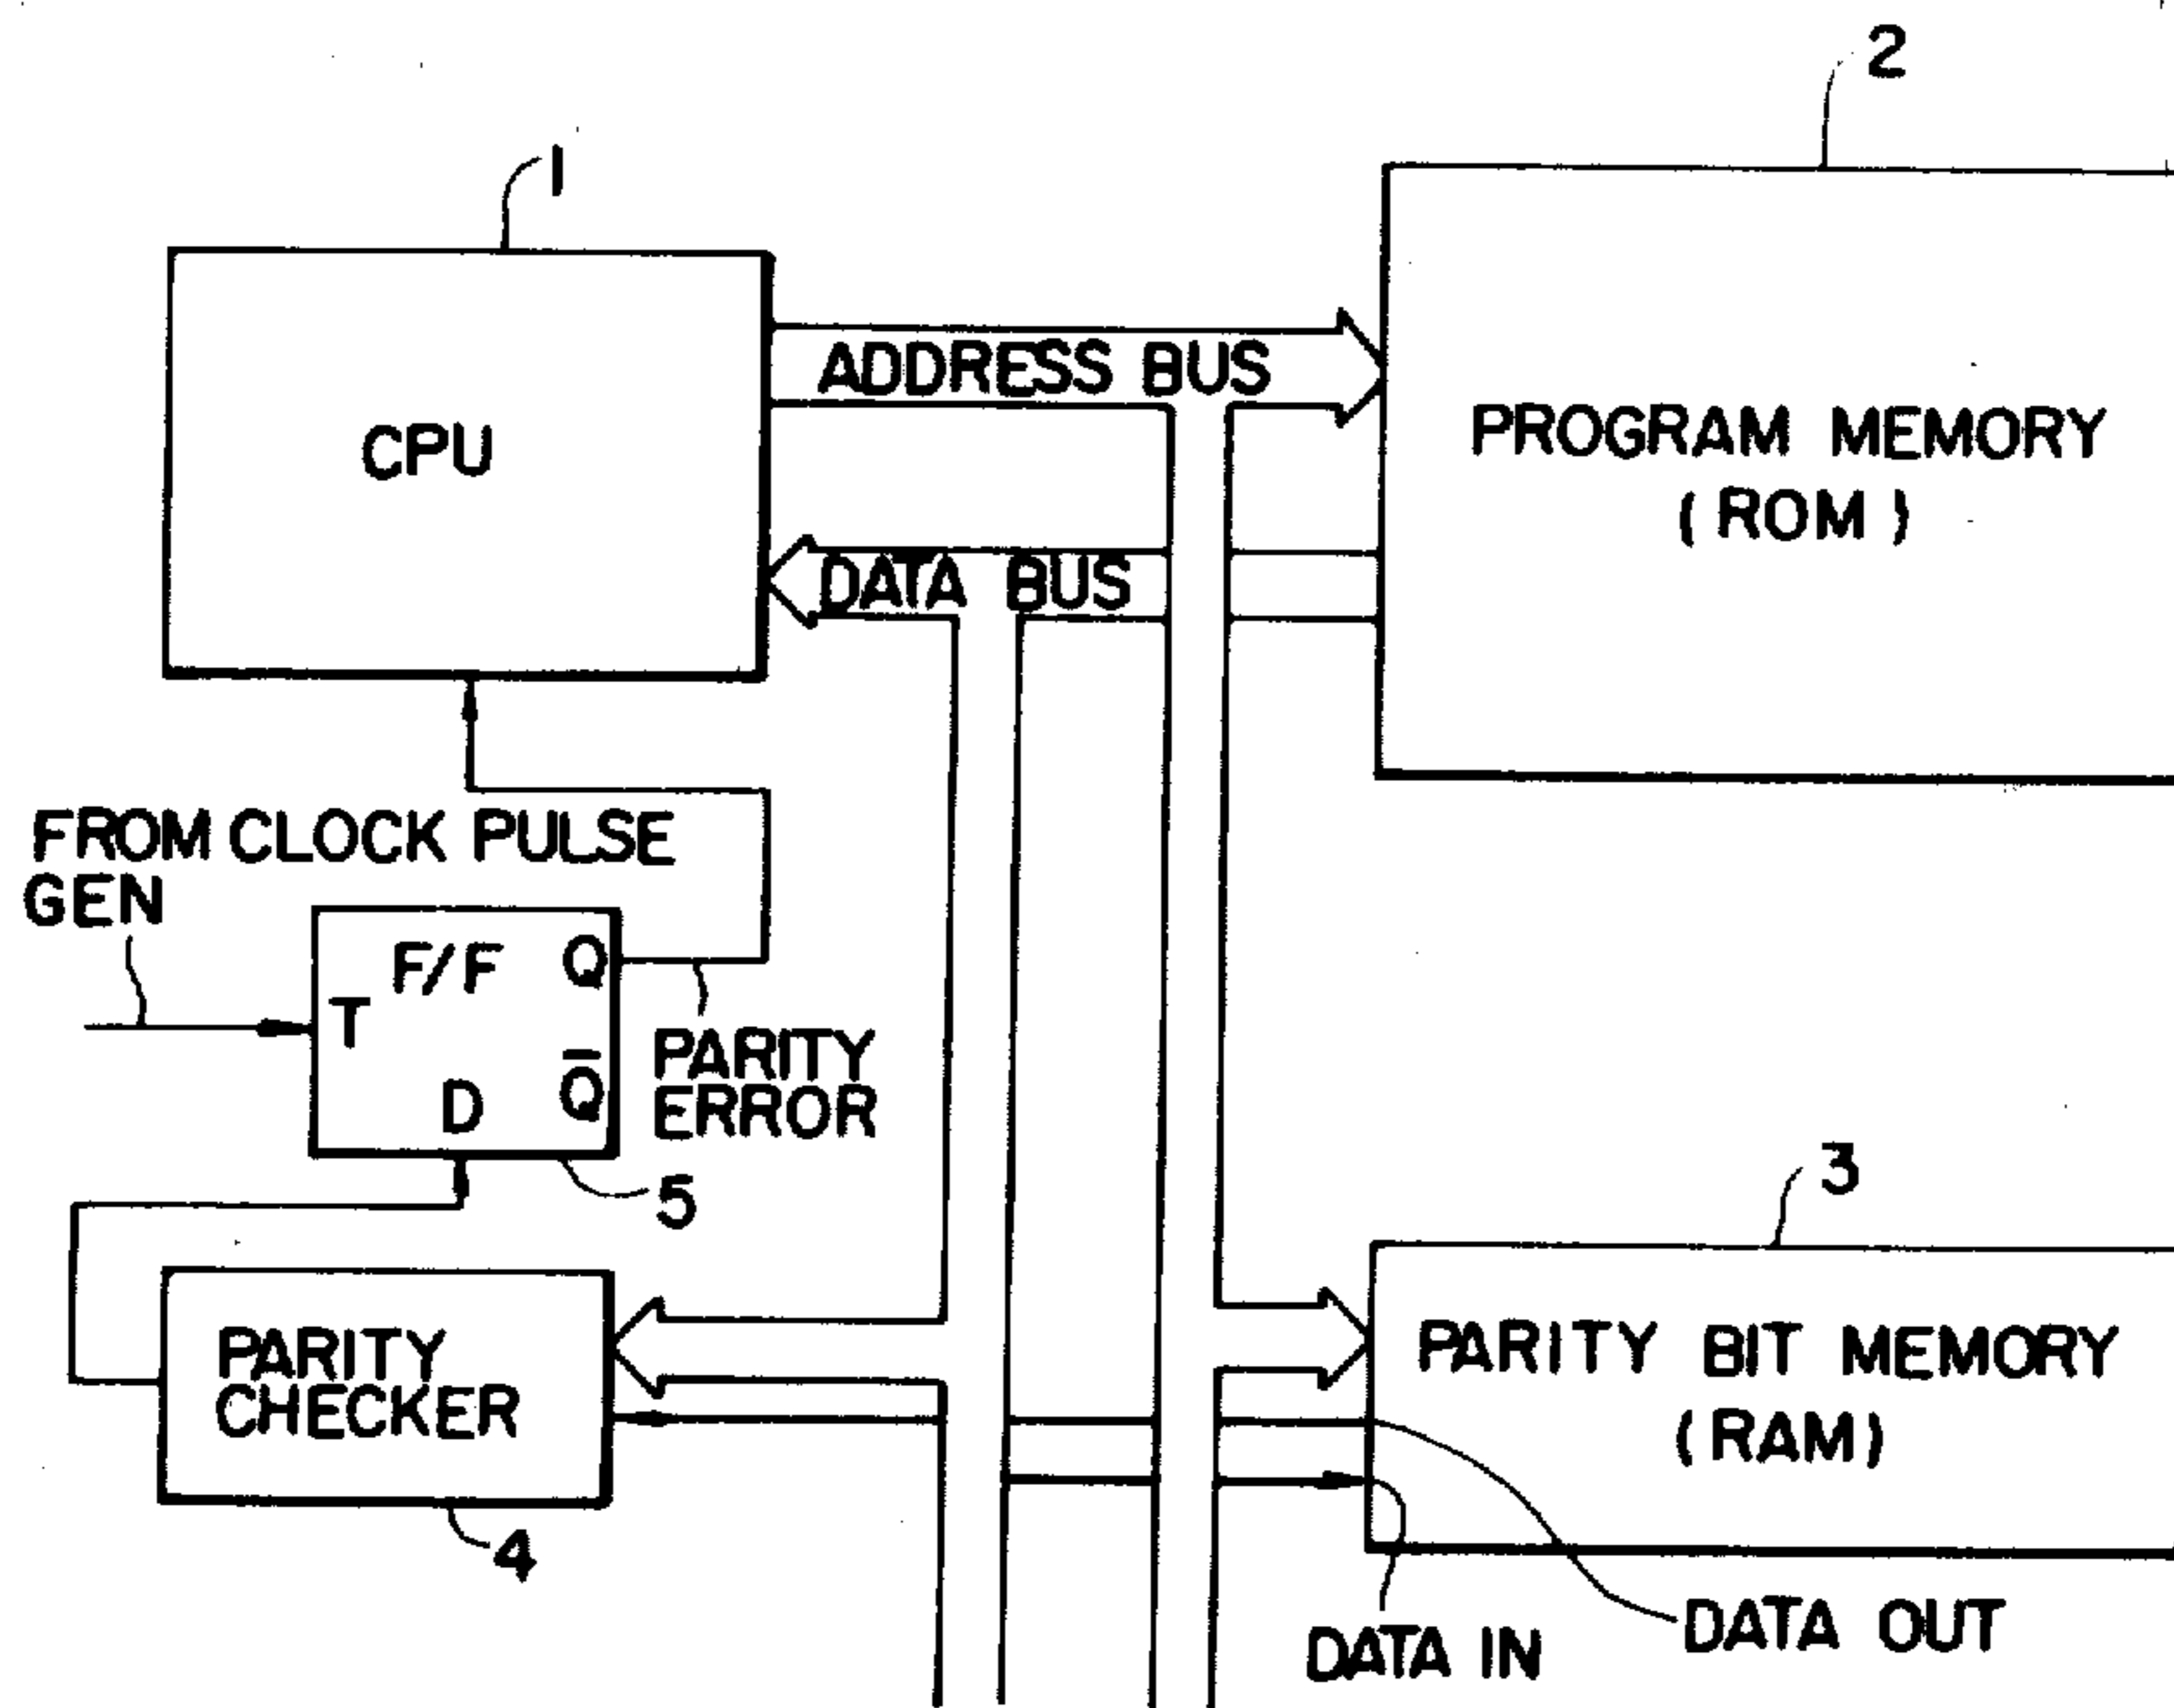 2
1
ADDRESS BUS
CPU
PROGRAM MEMORY
(ROM)
DATA BUS
FROM CLOCK PULSE
GEN
F/F Q
T
PARITY
ERROR
D Q̅
5
3
PARITY
CHECKER
PARITY BIT MEMORY
(RAM)
4
DATA OUT
DATA IN